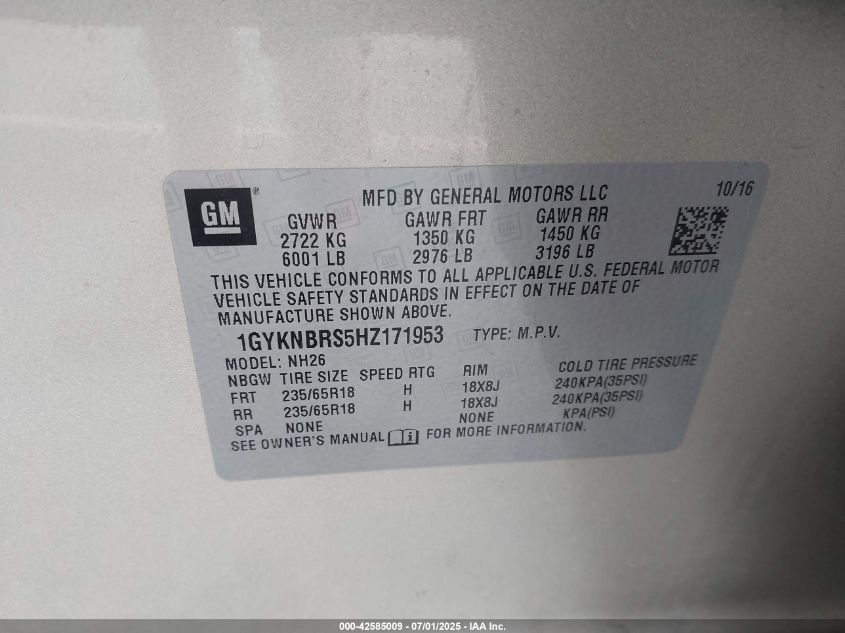 GM ® MFD BY GENERAL MOTORS LLC 10/16
GVWR GAWR FRT GAWR RR
2722 KG 1350 KG 1450 KG
6001 LB 2976 LB 3196 LB
THIS VEHICLE CONFORMS TO ALL APPLICABLE U.S. FEDERAL MOTOR
VEHICLE SAFETY STANDARDS IN EFFECT ON THE DATE OF
MANUFACTURE SHOWN ABOVE.
1GYKNBRS5HZ171953 TYPE: M.P.V.
MODEL: NH26
NBGW TIRE SIZE SPEED RTG RIM COLD TIRE PRESSURE
FRT 235/65R18 H 18X8J 240KPA(35PSI)
RR 235/65R18 H 18X8J 240KPA(35PSI)
SPA NONE NONE KPA(PSI)
SEE OWNER'S MANUAL FOR MORE INFORMATION.
000-42585009 - 07/01/2025 - IAA Inc.